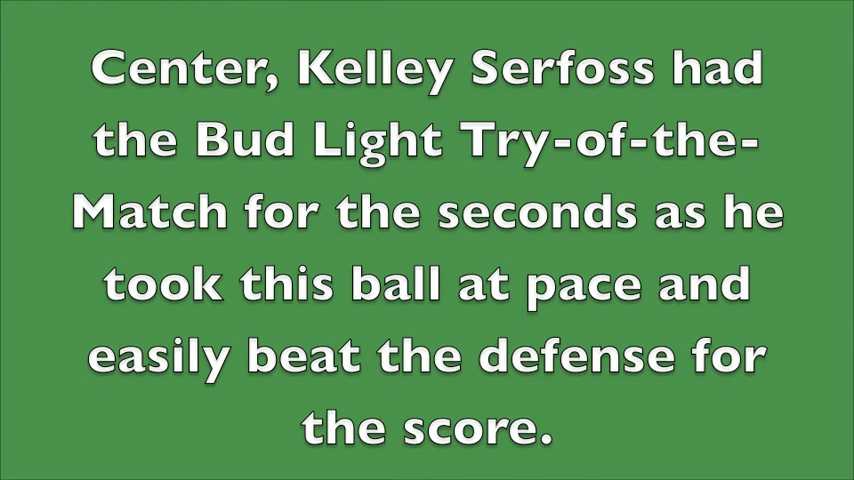 Center, Kelley Serfoss had
the Bud Light Try-of-the-
Match for the seconds as he
took this ball at pace and
easily beat the defense for
the score.